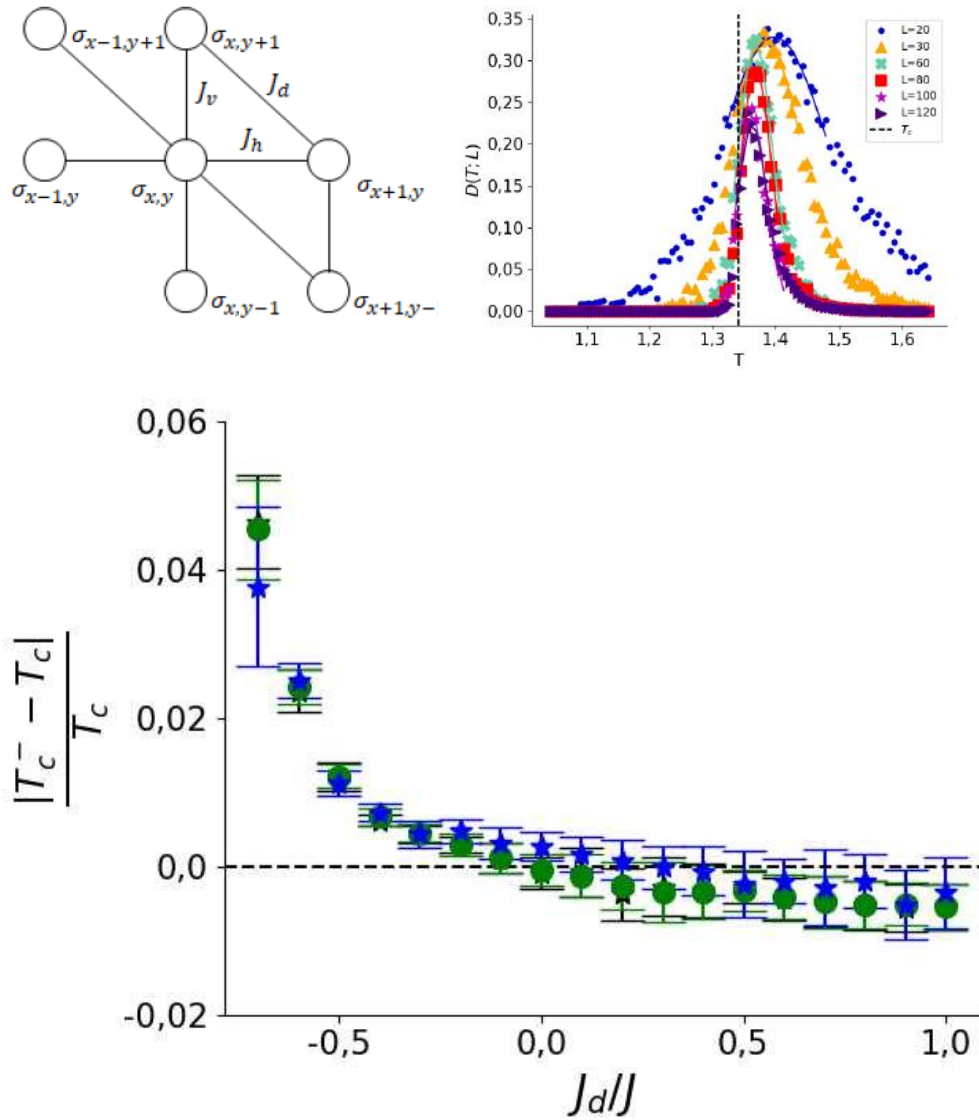 σx−1,y+1
σx,y+1
Jv
Jd
Jh
σx−1,y
σx,y
σx+1,y
σx,y−1
σx+1,y−
D(T; L)
0.35
0.30
0.25
0.20
0.15
0.10
0.05
0.00
1,1 1,2 1,3 1,4 1,5 1,6
T
L=20
L=30
L=60
L=80
L=100
L=120
Tc
|Tc− − Tc|
Tc
0,06
0,04
0,02
0,0
-0,02
-0,5 0,0 0,5 1,0
Jd/J